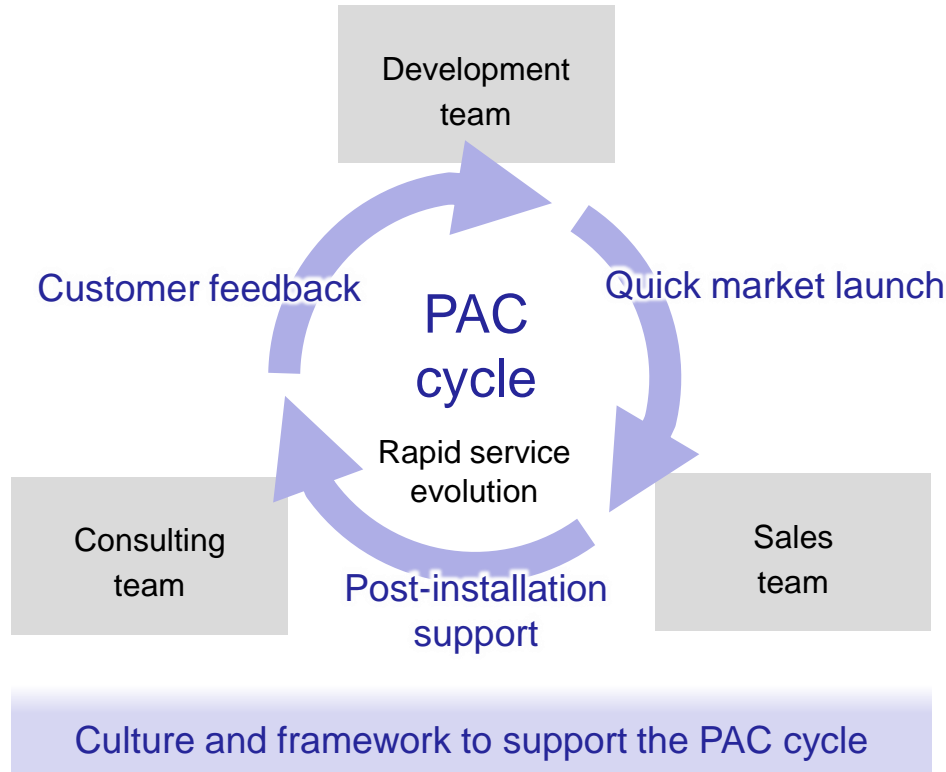 Development
team
Customer feedback
Quick market launch
PAC
cycle
Rapid service
evolution
Consulting
team
Sales
team
Post-installation
support
Culture and framework to support the PAC cycle